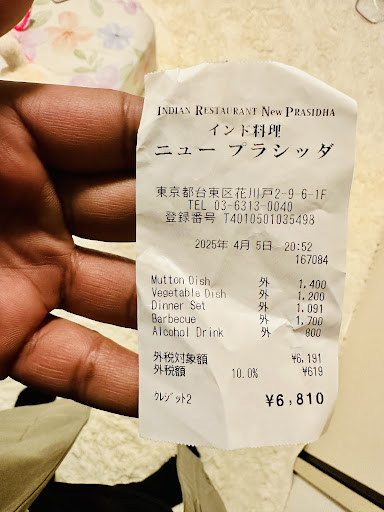 INDIAN RESTAURANT NEW PRASIDHA
インド料理
ニュー プラシッダ
東京都台東区花川戸2-9-6-1F
TEL 03-6313-0040
登録番号 T4010501035498
2025年 4月 5日 20:52
167084
Mutton Dish 外 1,400
Vegetable Dish 外 1,200
Dinner Set 外 1,091
Barbecue 外 1,700
Alcohol Drink 外 800
外税対象額 ¥6,191
外税額 10.0% ¥619
ｸﾚｼﾞｯﾄ2 ¥6,810